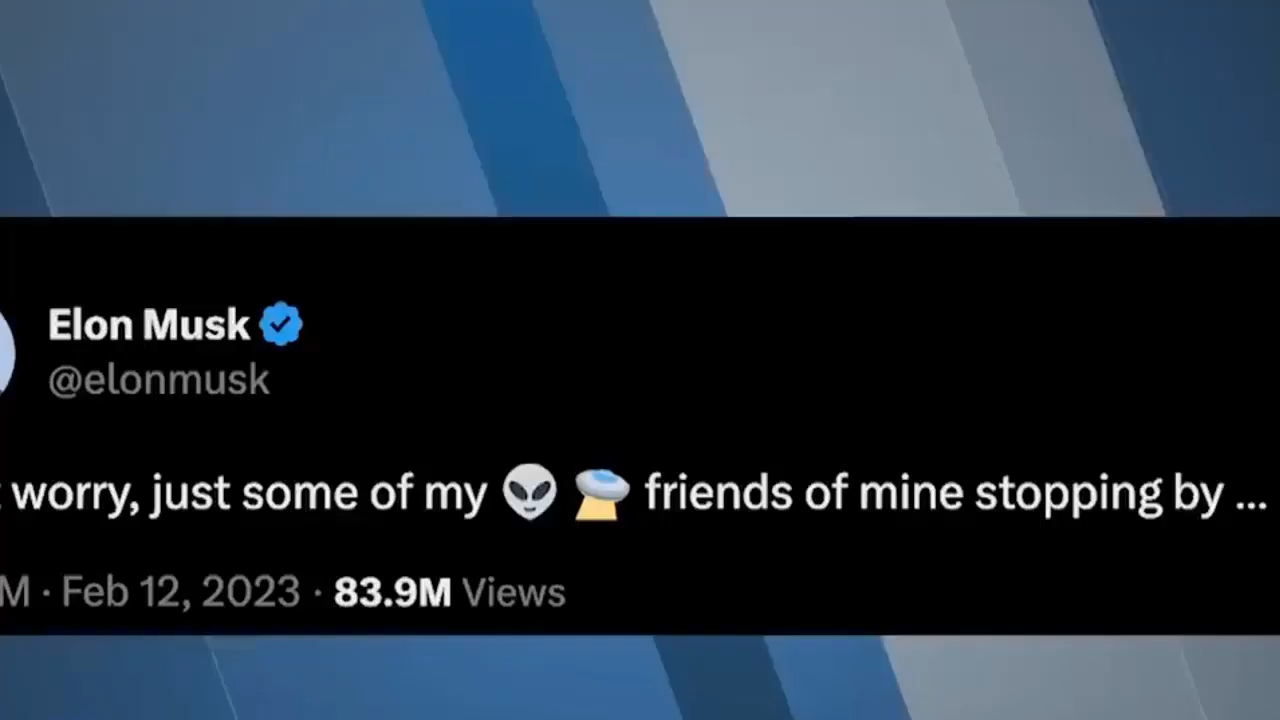 Elon Musk
@elonmusk
worry, just some of my 👽 🛸 friends of mine stopping by ...
M · Feb 12, 2023 · 83.9M Views